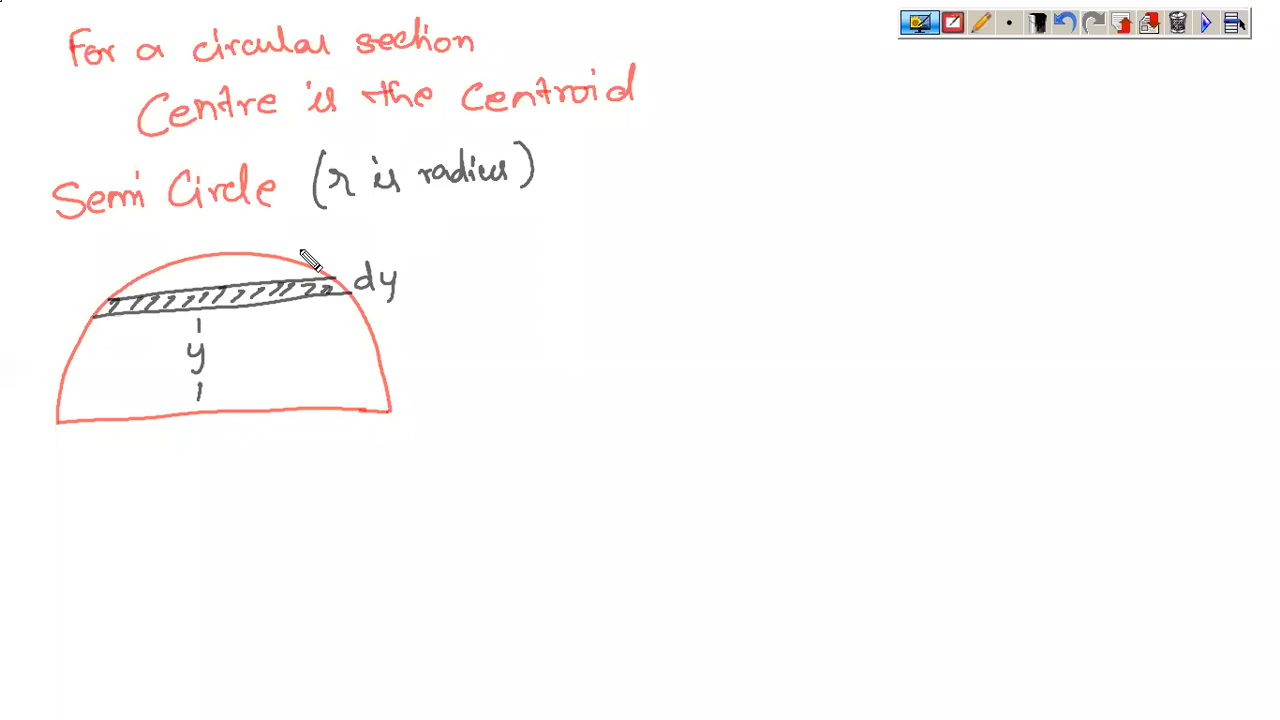 For a circular section
Centre is the centroid
Semi Circle (r is radius)
dy
y